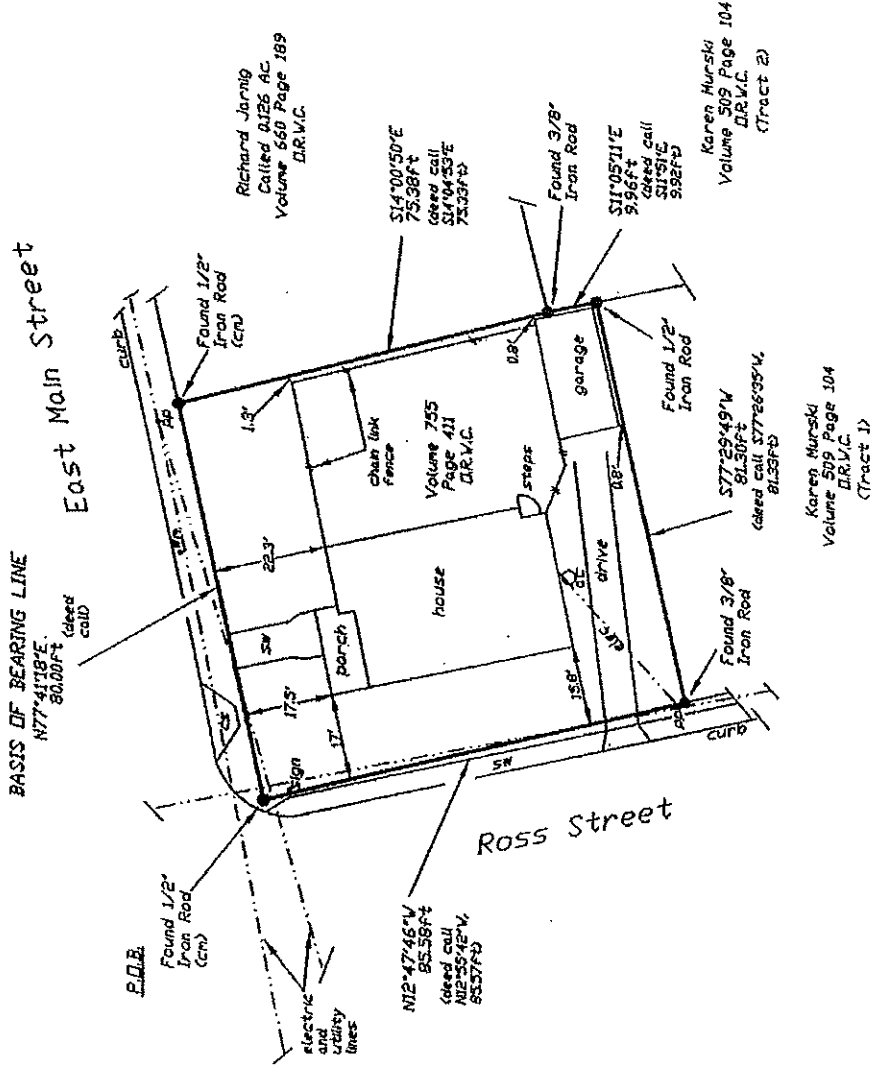 BASIS OF BEARING LINE
N77°41'18"E.
80.00ft (deed
call)
East Main Street
curb
elec.
pp
Found 1/2"
Iron Rod
(cm)
Richard Jarnig
Called 0.126 Ac.
Volume 660 Page 189
D.R.W.C.
P.O.B.
Found 1/2"
Iron Rod
(cm)
sign
17.5'
SW
22.3'
1.3'
S14°00'50"E
75.38ft
(deed call
S14°04'53"E
75.33ft)
electric
and
utility
lines
17'
porch
chain link
fence
house
Volume 755
Page 411
D.R.W.C.
steps
0.8'
Found 3/8"
Iron Rod
S11°05'11"E
9.96ft
(deed call
S11°51'E
9.92ft)
garage
N12°47'46"W
85.58ft
(deed call
N12°55'42"W,
85.57ft)
Ross Street
SW
15.8'
elec.
drive
0.8'
pp
curb
Found 3/8"
Iron Rod
Found 1/2"
Iron Rod
S77°29'49"W
81.30ft
(deed call S77°26'35"W,
81.33ft)
Karen Murski
Volume 509 Page 104
D.R.W.C.
(Tract 1)
Karen Murski
Volume 509 Page 104
D.R.W.C.
(Tract 2)